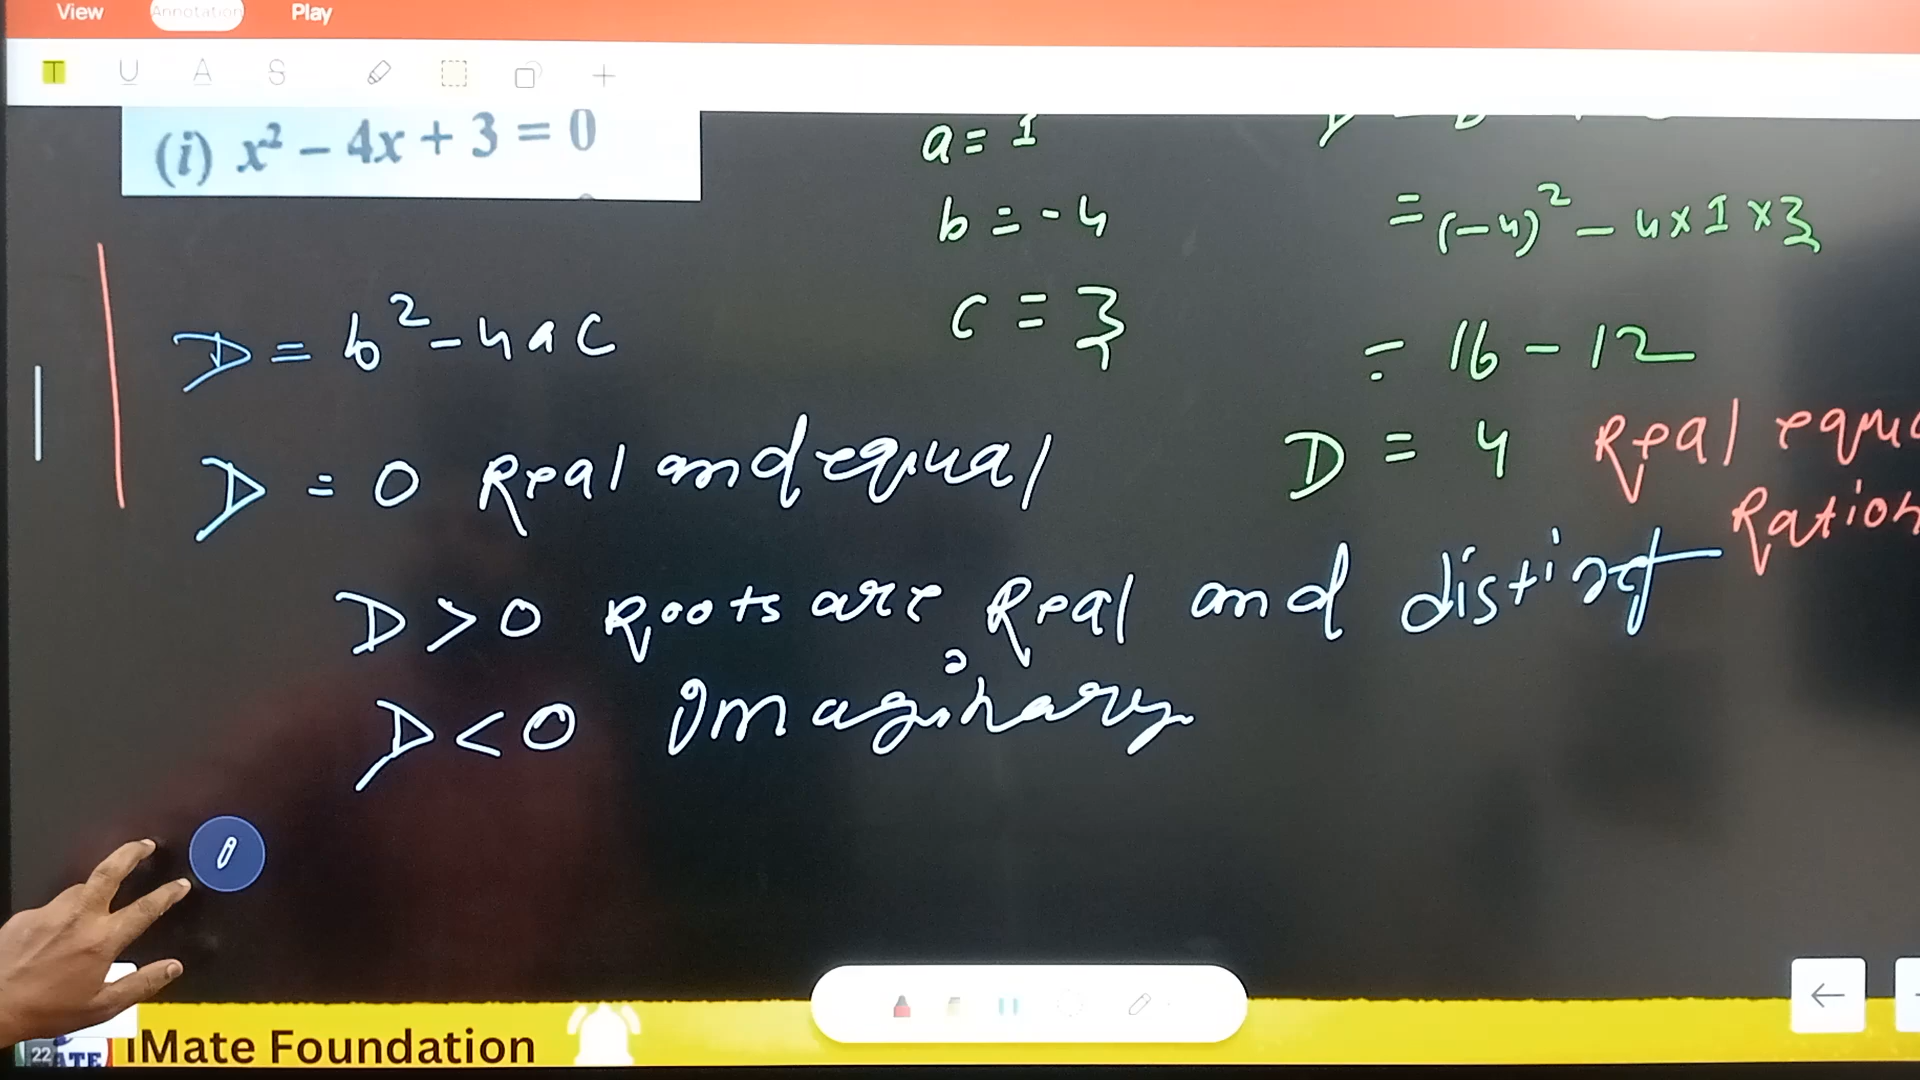 View Annotation Play
T U A S
(i) x² – 4x + 3 = 0
a = 1
b = -4
c = 3
= (-4)² - 4 x 1 x 3
= 16 - 12
D = 4 Real
D = b² - 4ac
D = 0 Real and equal
D > 0 Roots are Real and distinct
D < 0 Imaginary
22 iMate Foundation